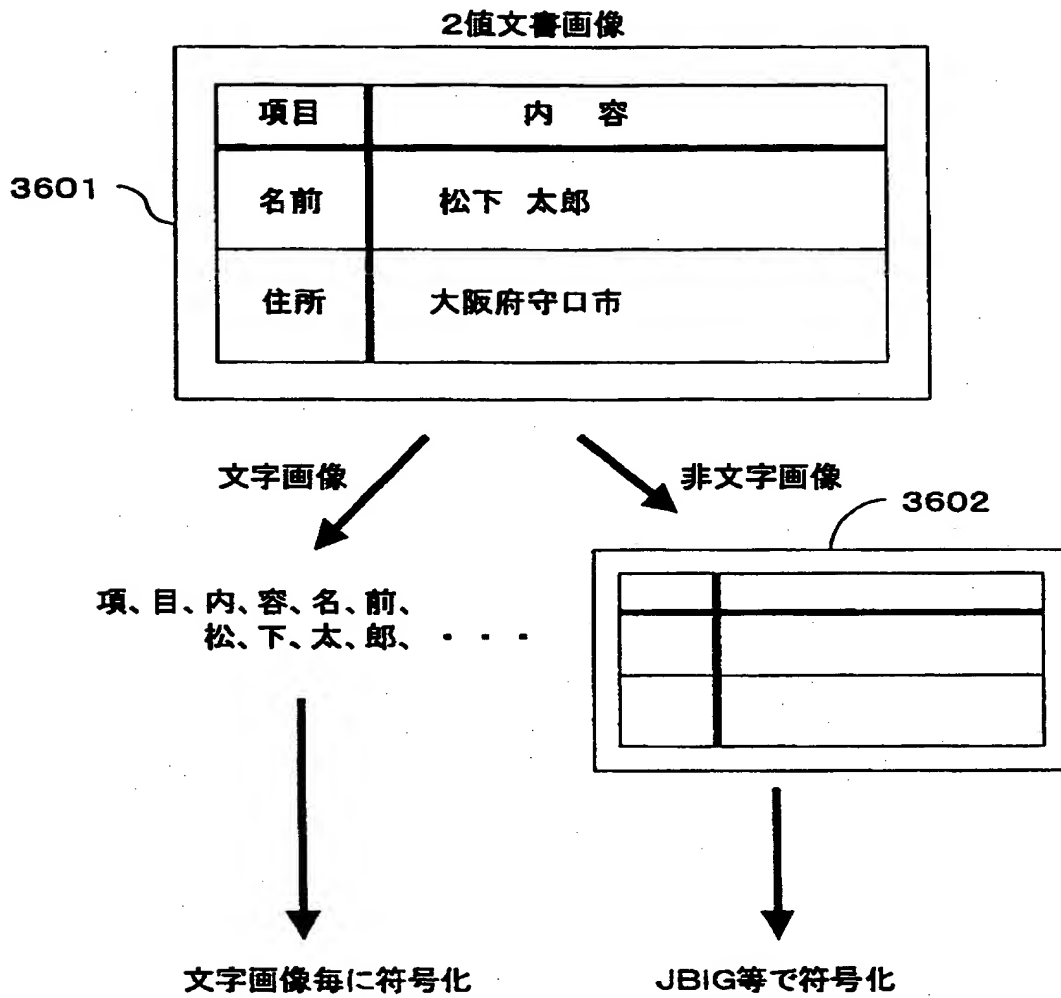 2値文書画像
項目 内 容
3601
名前 松下 太郎
住所 大阪府守口市
文字画像 非文字画像
3602
項、目、内、容、名、前、
松、下、太、郎、・・・
文字画像毎に符号化 JBIG等で符号化